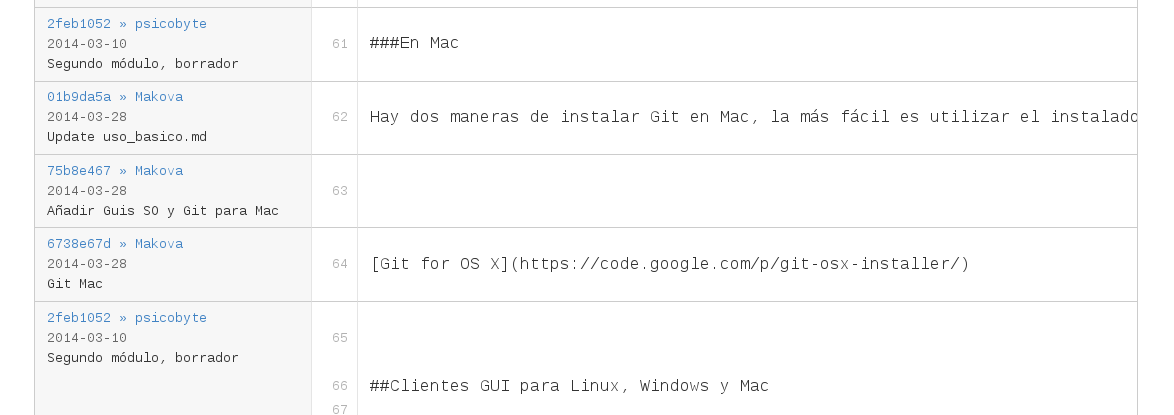 2feb1052 » psicobyte
2014-03-10
Segundo módulo, borrador
61 ###En Mac
01b9da5a » Makova
2014-03-28
Update uso_basico.md
62 Hay dos maneras de instalar Git en Mac, la más fácil es utilizar el instalado
75b8e467 » Makova
2014-03-28
Añadir Guis SO y Git para Mac
63
6738e67d » Makova
2014-03-28
Git Mac
64 [Git for OS X](https://code.google.com/p/git-osx-installer/)
2feb1052 » psicobyte
2014-03-10
Segundo módulo, borrador
65
66 ##Clientes GUI para Linux, Windows y Mac
67